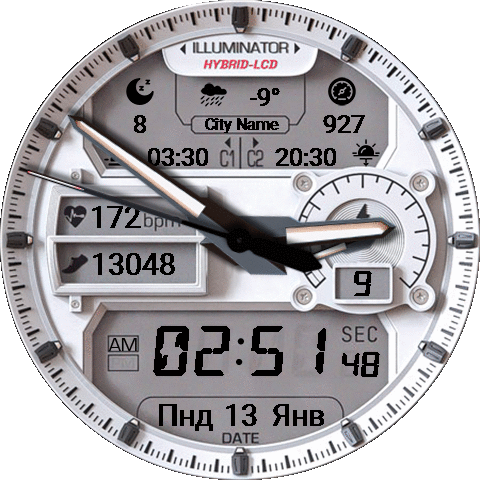 ILLUMINATOR
HYBRID-LCD
-9°
8 City Name 927
03:30 C1 C2 20:30
172 bpm
13048
9
AM 02:51 SEC 48
PM
Пнд 13 Янв
DATE